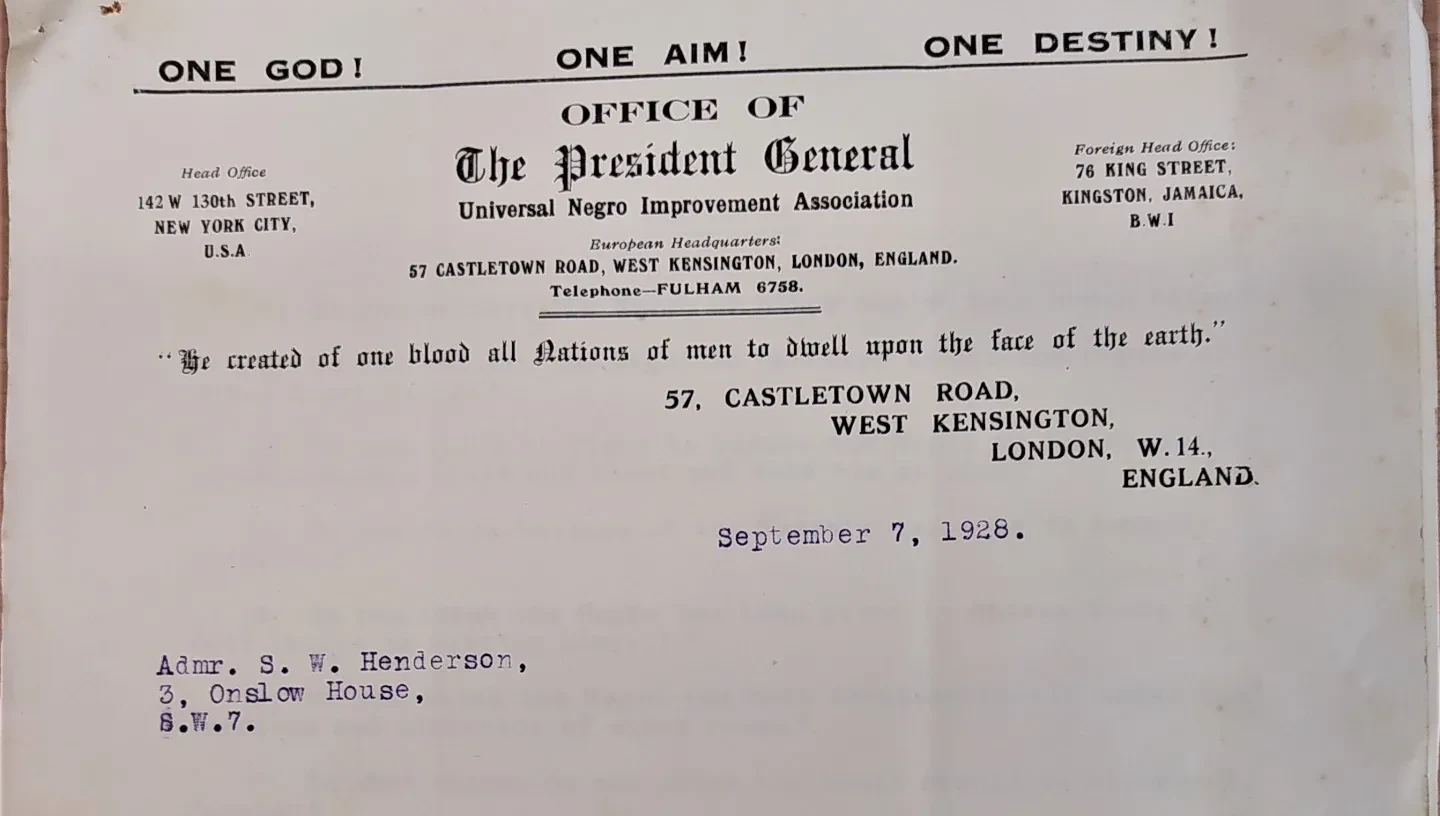 ONE GOD! ONE AIM! ONE DESTINY!
OFFICE OF
The President General
Universal Negro Improvement Association
Head Office
142 W 130th STREET,
NEW YORK CITY,
U.S.A
Foreign Head Office:
76 KING STREET,
KINGSTON, JAMAICA,
B.W.I
European Headquarters:
57 CASTLETOWN ROAD, WEST KENSINGTON, LONDON, ENGLAND.
Telephone—FULHAM 6758.
"He created of one blood all Nations of men to dwell upon the face of the earth."
57, CASTLETOWN ROAD,
WEST KENSINGTON,
LONDON, W.14.,
ENGLAND.
September 7, 1928.
Admr. S. W. Henderson,
3, Onslow House,
S.W.7.